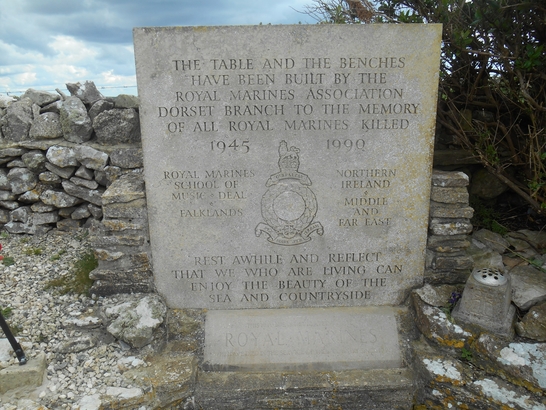 THE TABLE AND THE BENCHES
HAVE BEEN BUILT BY THE
ROYAL MARINES ASSOCIATION
DORSET BRANCH TO THE MEMORY
OF ALL ROYAL MARINES KILLED
1945 1990
ROYAL MARINES
SCHOOL OF
MUSIC · DEAL
FALKLANDS
NORTHERN
IRELAND
MIDDLE
AND
FAR EAST
REST AWHILE AND REFLECT
THAT WE WHO ARE LIVING CAN
ENJOY THE BEAUTY OF THE
SEA AND COUNTRYSIDE
ROYAL MARINES